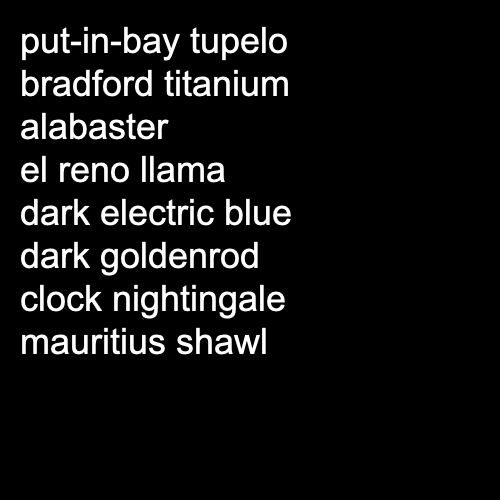 put-in-bay tupelo
bradford titanium
alabaster
el reno llama
dark electric blue
dark goldenrod
clock nightingale
mauritius shawl